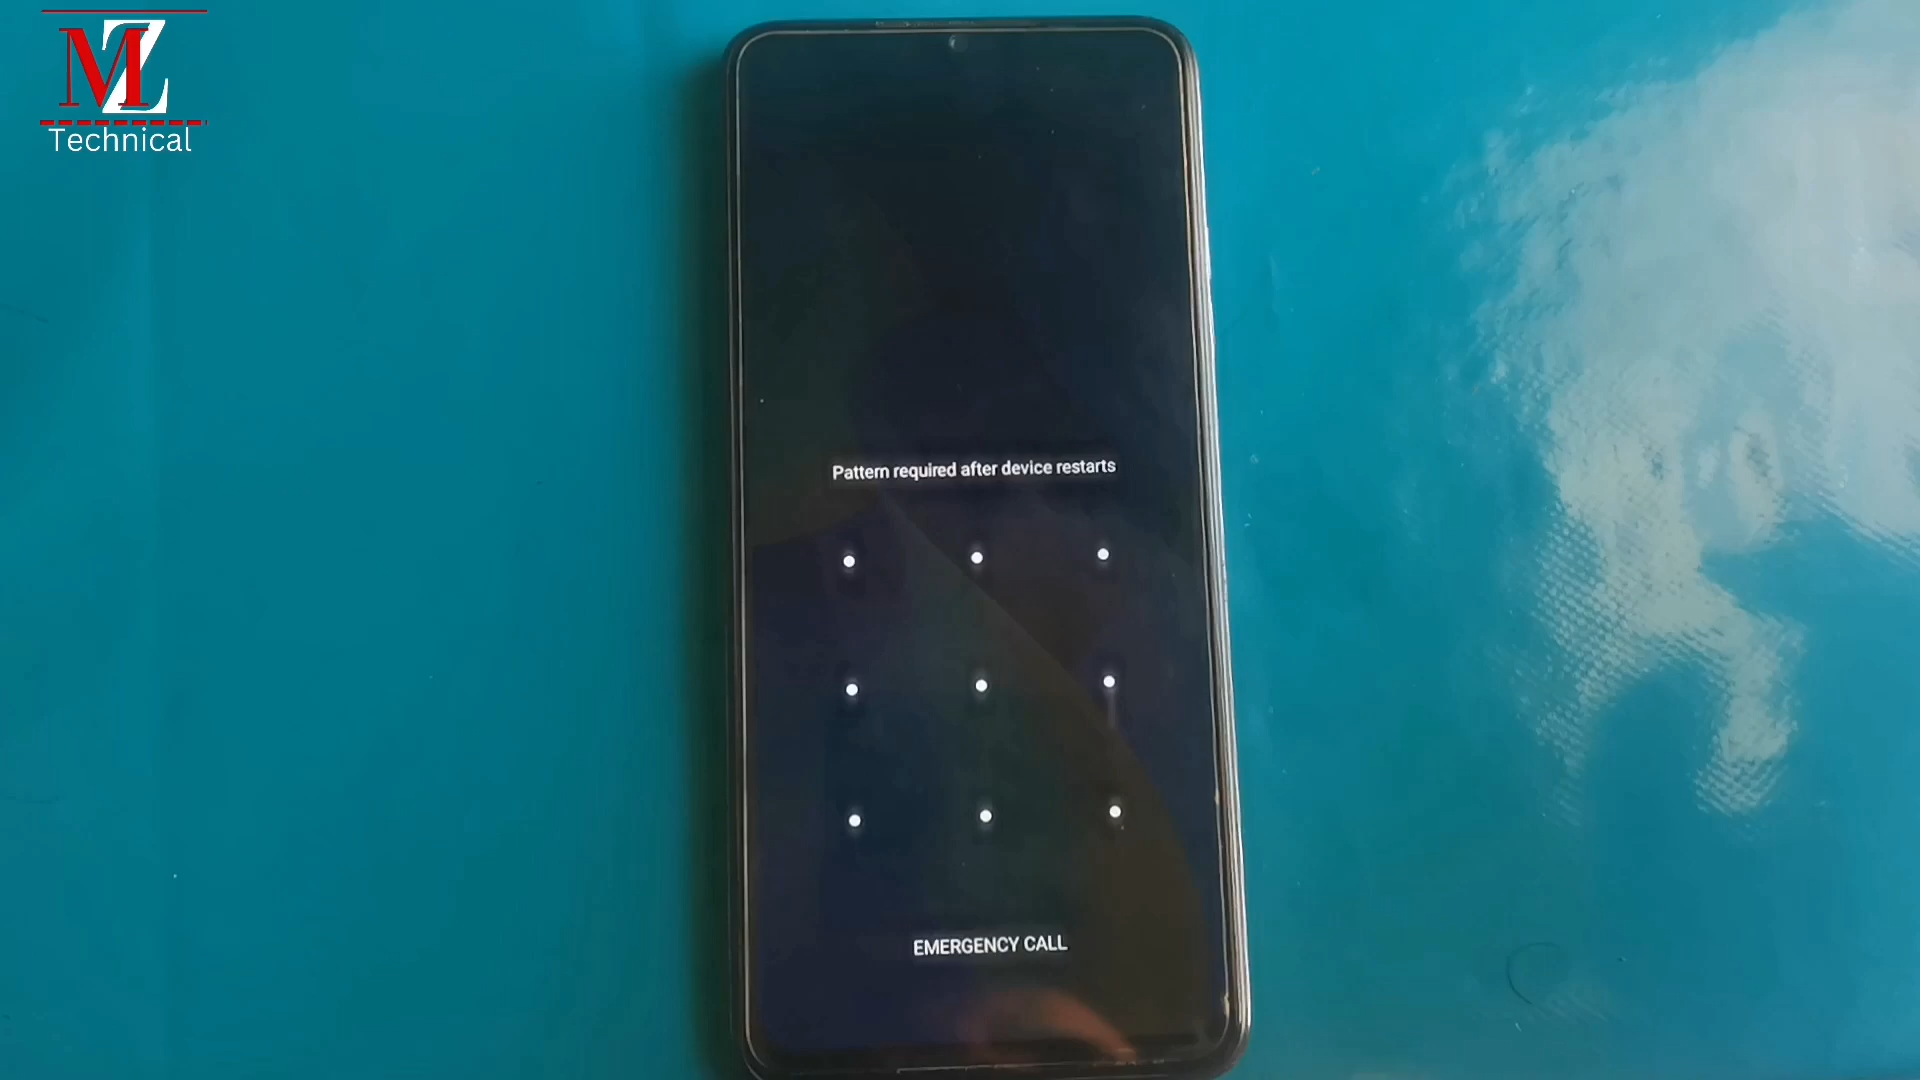 MZ
Technical
Pattern required after device restarts
EMERGENCY CALL